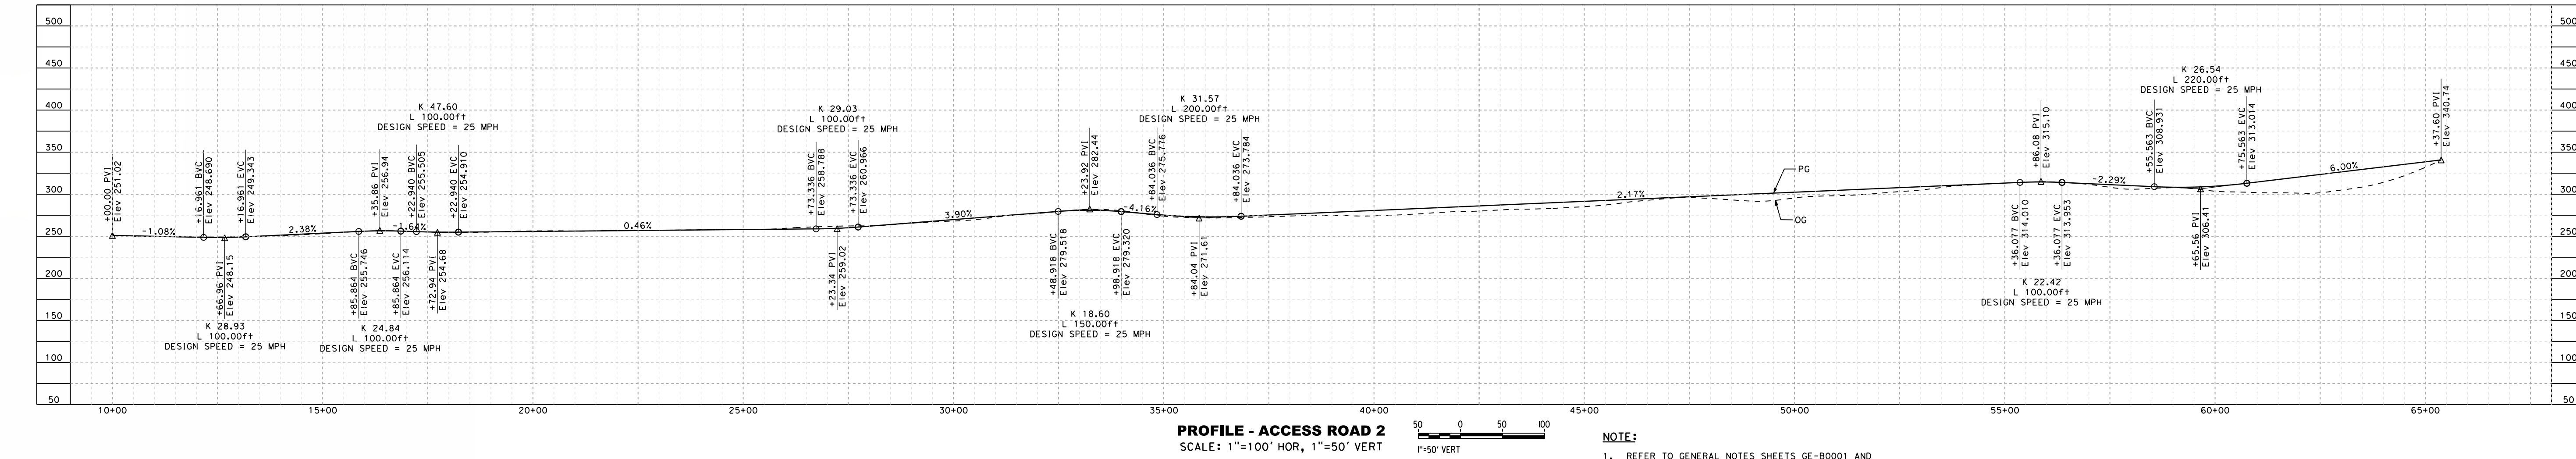 500
450
400
350
300
250
200
150
100
50
500
450
400
350
300
250
200
150
100
50
+00.00 PVI
Elev 251.02
-1.08%
+16.961 BVC
Elev 248.690
+66.96 PVI
Elev 248.15
+16.961 EVC
Elev 249.343
K 28.93
L 100.00ft
DESIGN SPEED = 25 MPH
2.38%
+85.864 BVC
Elev 255.746
+35.86 PVI
Elev 256.94
+85.864 EVC
Elev 256.114
K 24.84
L 100.00ft
DESIGN SPEED = 25 MPH
-1.64%
+22.940 BVC
Elev 255.505
+72.94 PVI
Elev 254.68
+22.940 EVC
Elev 254.910
K 47.60
L 100.00ft
DESIGN SPEED = 25 MPH
0.46%
+73.336 BVC
Elev 258.788
+23.34 PVI
Elev 259.02
+73.336 EVC
Elev 260.966
K 29.03
L 100.00ft
DESIGN SPEED = 25 MPH
3.90%
+48.918 BVC
Elev 279.518
+23.92 PVI
Elev 282.44
+98.918 EVC
Elev 279.320
K 18.60
L 150.00ft
DESIGN SPEED = 25 MPH
-4.16%
+84.036 BVC
Elev 275.776
+84.04 PVI
Elev 271.61
+84.036 EVC
Elev 273.784
K 31.57
L 200.00ft
DESIGN SPEED = 25 MPH
2.17%
PG
OG
+36.077 BVC
Elev 314.010
+86.08 PVI
Elev 315.10
+36.077 EVC
Elev 313.953
K 22.42
L 100.00ft
DESIGN SPEED = 25 MPH
-2.29%
+55.563 BVC
Elev 308.931
+65.56 PVI
Elev 306.41
+75.563 EVC
Elev 313.014
K 26.54
L 220.00ft
DESIGN SPEED = 25 MPH
6.00%
+37.60 PVI
Elev 340.74
10+00 15+00 20+00 25+00 30+00 35+00 40+00 45+00 50+00 55+00 60+00 65+00
PROFILE - ACCESS ROAD 2
SCALE: 1"=100' HOR, 1"=50' VERT
50 0 50 100
1"=50' VERT
NOTE:
1. REFER TO GENERAL NOTES SHEETS GE-B0001 AND